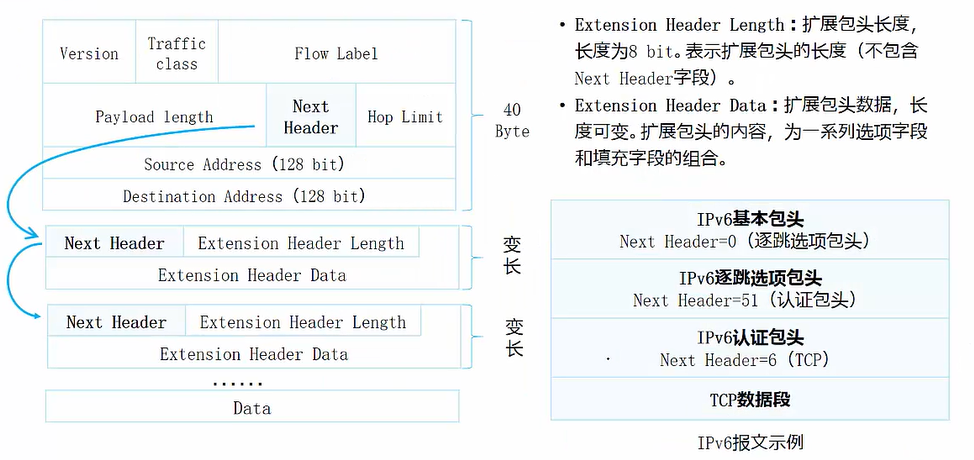 Version
Traffic
class
Flow Label
Payload length
Next
Header
Hop Limit
Source Address (128 bit)
Destination Address (128 bit)
40
Byte
Next Header
Extension Header Length
Extension Header Data
变
长
Next Header
Extension Header Length
Extension Header Data
变
长
......
Data
• Extension Header Length：扩展包头长度，
长度为8 bit。表示扩展包头的长度（不包含
Next Header字段）。
• Extension Header Data：扩展包头数据，长
度可变。扩展包头的内容，为一系列选项字段
和填充字段的组合。
IPv6基本包头
Next Header=0（逐跳选项包头）
IPv6逐跳选项包头
Next Header=51（认证包头）
IPv6认证包头
Next Header=6（TCP）
TCP数据段
IPv6报文示例